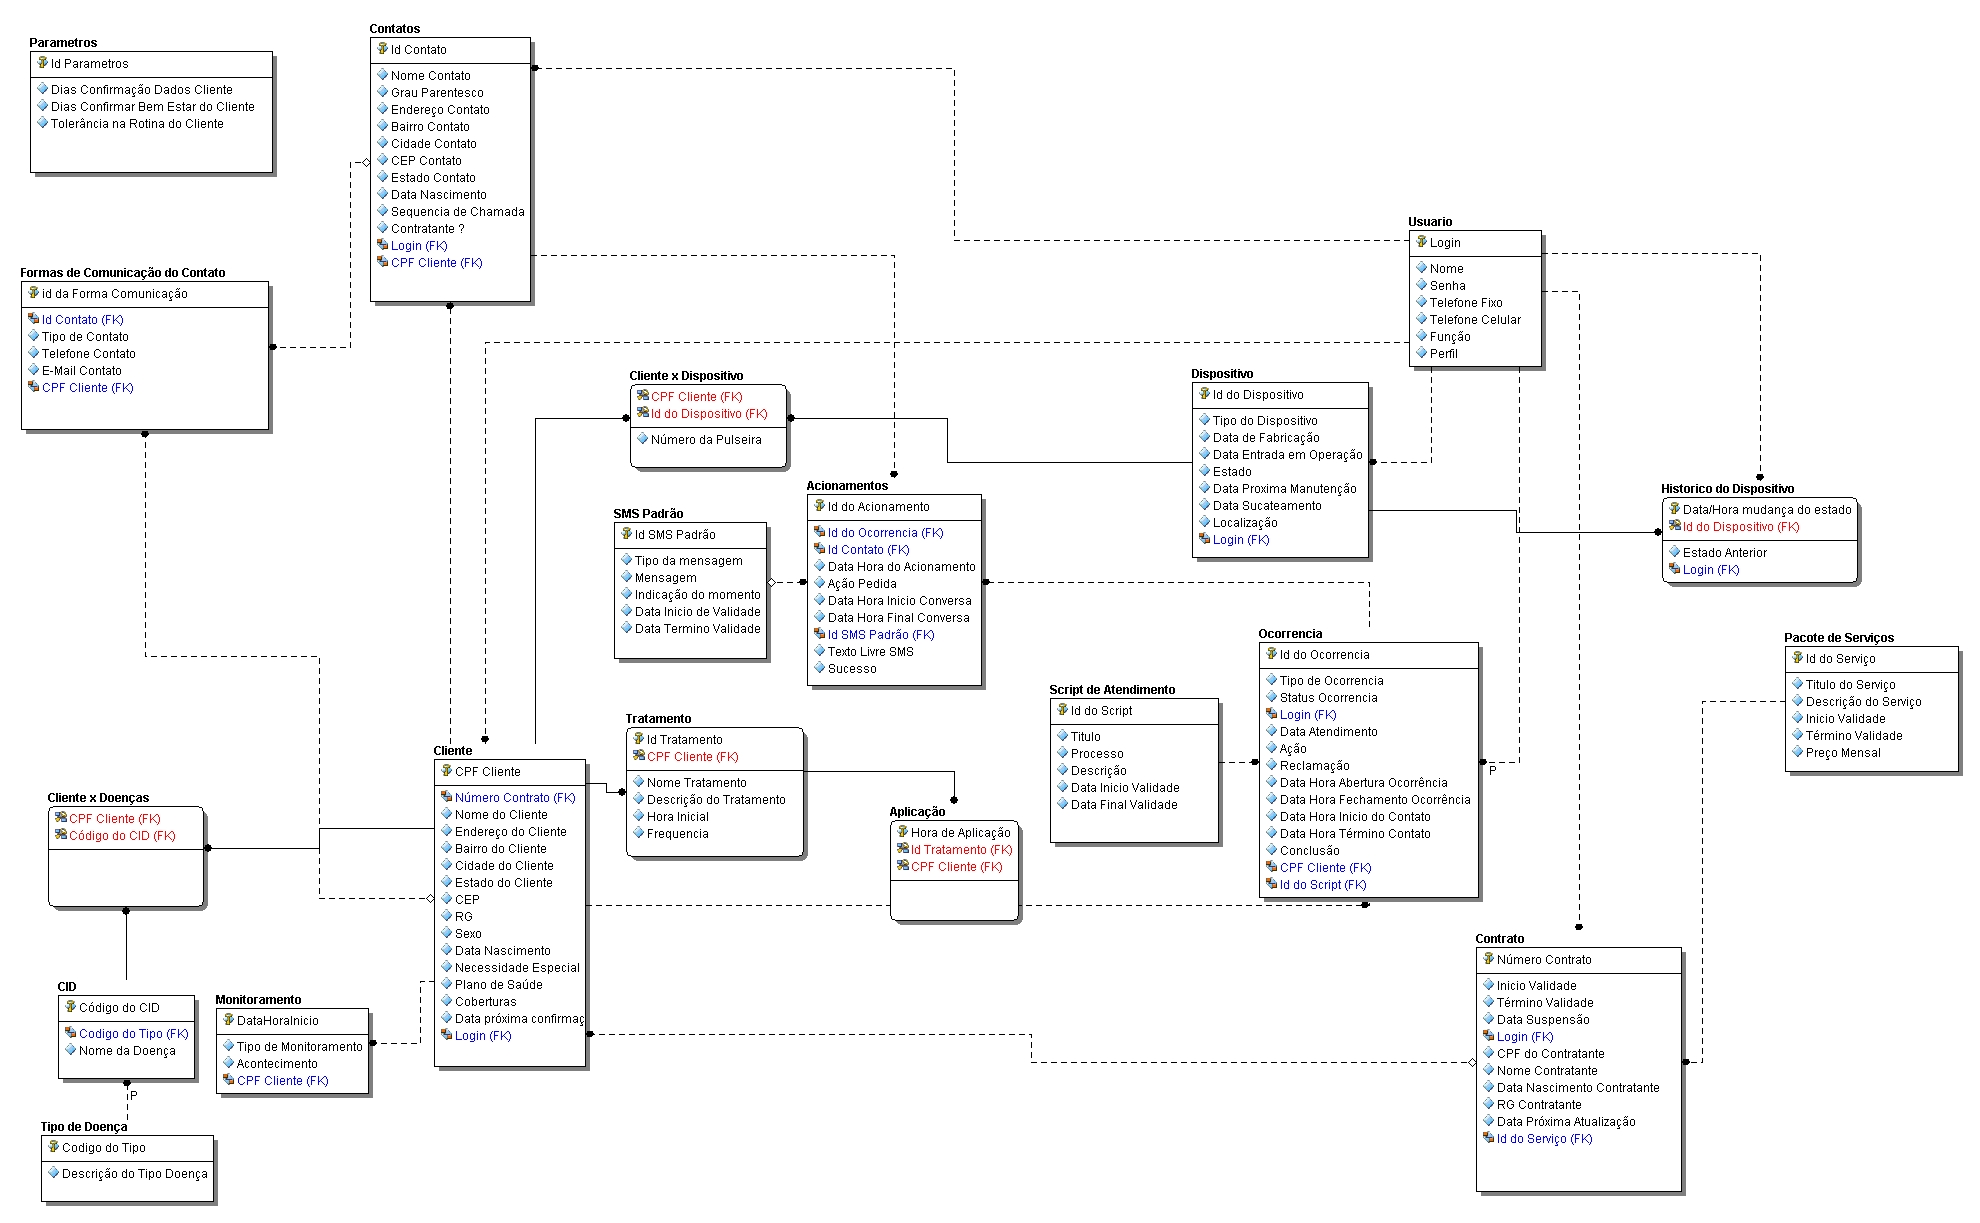 Parametros
Id Parametros
Dias Confirmação Dados Cliente
Dias Confirmar Bem Estar do Cliente
Tolerância na Rotina do Cliente
Contatos
Id Contato
Nome Contato
Grau Parentesco
Endereço Contato
Bairro Contato
Cidade Contato
CEP Contato
Estado Contato
Data Nascimento
Sequencia de Chamada
Contratante ?
Login (FK)
CPF Cliente (FK)
Usuario
Login
Nome
Senha
Telefone Fixo
Telefone Celular
Função
Perfil
Formas de Comunicação do Contato
id da Forma Comunicação
Id Contato (FK)
Tipo de Contato
Telefone Contato
E-Mail Contato
CPF Cliente (FK)
Cliente x Dispositivo
CPF Cliente (FK)
Id do Dispositivo (FK)
Número da Pulseira
Dispositivo
Id do Dispositivo
Tipo do Dispositivo
Data de Fabricação
Data Entrada em Operação
Estado
Data Proxima Manutenção
Data Sucateamento
Localização
Login (FK)
Historico do Dispositivo
Data/Hora mudança do estado
Id do Dispositivo (FK)
Estado Anterior
Login (FK)
SMS Padrão
Id SMS Padrão
Tipo da mensagem
Mensagem
Indicação do momento
Data Inicio de Validade
Data Termino Validade
Acionamentos
Id do Acionamento
Id do Ocorrencia (FK)
Id Contato (FK)
Data Hora do Acionamento
Ação Pedida
Data Hora Inicio Conversa
Data Hora Final Conversa
Id SMS Padrão (FK)
Texto Livre SMS
Sucesso
Ocorrencia
Id do Ocorrencia
Tipo de Ocorrencia
Status Ocorrencia
Login (FK)
Data Atendimento
Ação
Reclamação
Data Hora Abertura Ocorrência
Data Hora Fechamento Ocorrência
Data Hora Inicio do Contato
Data Hora Término Contato
Conclusão
CPF Cliente (FK)
Id do Script (FK)
P
Pacote de Serviços
Id do Serviço
Titulo do Serviço
Descrição do Serviço
Inicio Validade
Término Validade
Preço Mensal
Script de Atendimento
Id do Script
Titulo
Processo
Descrição
Data Inicio Validade
Data Final Validade
Tratamento
Id Tratamento
CPF Cliente (FK)
Nome Tratamento
Descrição do Tratamento
Hora Inicial
Frequencia
Aplicação
Hora de Aplicação
Id Tratamento (FK)
CPF Cliente (FK)
Cliente
CPF Cliente
Número Contrato (FK)
Nome do Cliente
Endereço do Cliente
Bairro do Cliente
Cidade do Cliente
Estado do Cliente
CEP
RG
Sexo
Data Nascimento
Necessidade Especial
Plano de Saúde
Coberturas
Data próxima confirmaç
Login (FK)
Cliente x Doenças
CPF Cliente (FK)
Código do CID (FK)
CID
Código do CID
Codigo do Tipo (FK)
Nome da Doença
P
Monitoramento
DataHoraInicio
Tipo de Monitoramento
Acontecimento
CPF Cliente (FK)
Tipo de Doença
Codigo do Tipo
Descrição do Tipo Doença
Contrato
Número Contrato
Inicio Validade
Término Validade
Data Suspensão
Login (FK)
CPF do Contratante
Nome Contratante
Data Nascimento Contratante
RG Contratante
Data Próxima Atualização
Id do Serviço (FK)